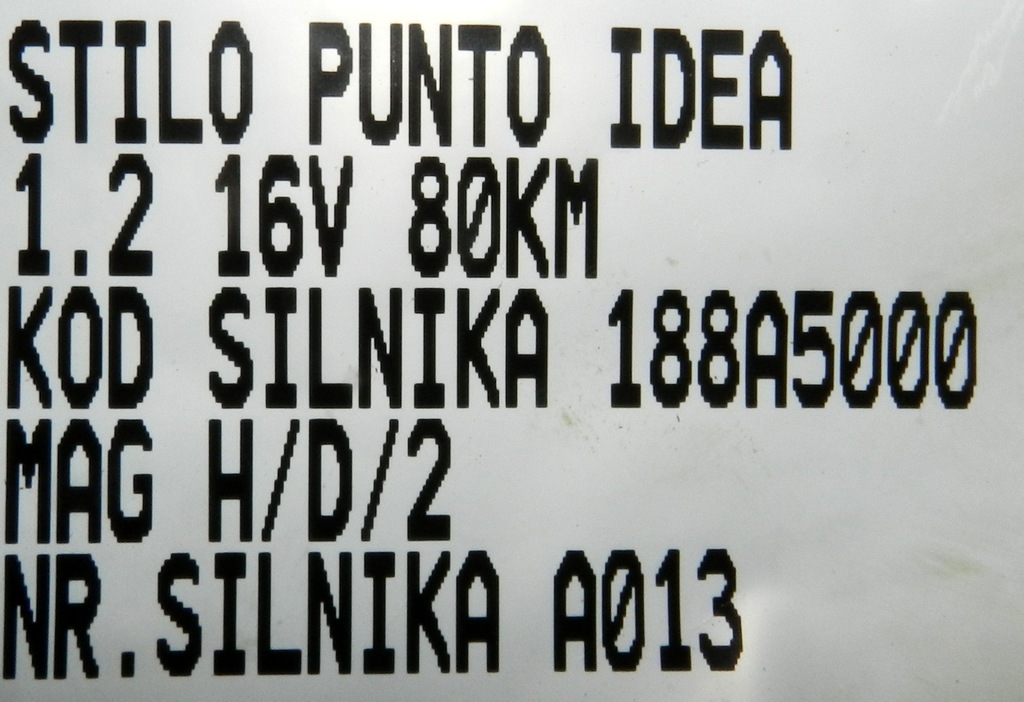 STILO PUNTO IDEA
1.2 16V 80KM
KOD SILNIKA 188A5000
MAG H/D/2
NR.SILNIKA A013